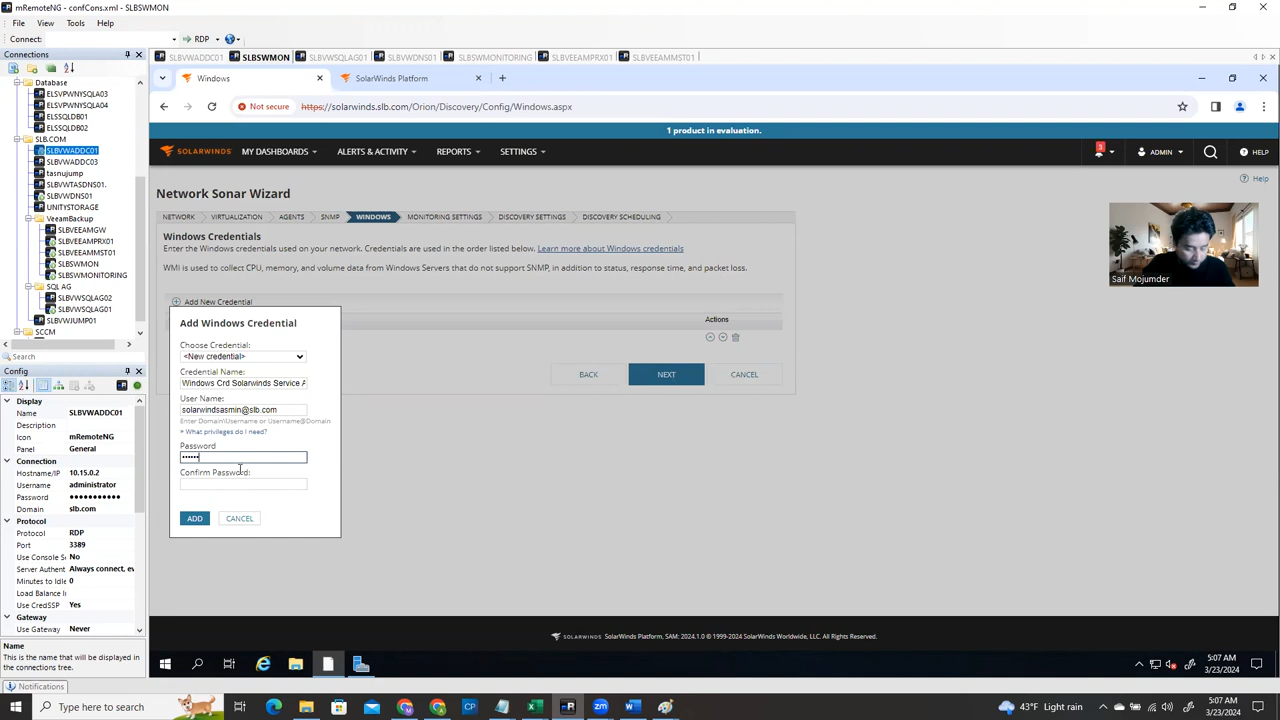 mRemoteNG - confCons.xml - SLBSWMON
File View Tools Help
Connect: RDP
Connections
Database
ELSVPWNYSQLA03
ELSVPWNYSQLA04
ELSSQLDB01
ELSSQLDB02
SLB.COM
SLBVWADDC01
SLBVWADDC03
tasnujump
SLBVWTASDNS01.
SLBVWDNS01
UNITYSTORAGE
VeeamBackup
SLBVEEAMGW
SLBVEEAMPRX01
SLBVEEAMMST01
SLBSWMON
SLBSWMONITORING
SQL AG
SLBVWSQLAG02
SLBVWSQLAG01
SLBVWJUMP01
SCCM
Search
Config
Display
Name SLBVWADDC01
Description
Icon mRemoteNG
Panel General
Connection
Hostname/IP 10.15.0.2
Username administrator
Password ●●●●●●●●●●
Domain slb.com
Protocol
Protocol RDP
Port 3389
Use Console Se No
Server Authent Always connect, ev
Minutes to Idle 0
Load Balance In
Use CredSSP Yes
Gateway
Use Gateway Never
Name
This is the name that will be displayed in the connections tree.
Notifications
SLBVWADDC01 SLBSWMON SLBVWSQLAG01 SLBVWDNS01 SLBSWMONITORING SLBVEEAMPRX01 SLBVEEAMMST01
Windows SolarWinds Platform
Not secure https://solarwinds.slb.com/Orion/Discovery/Config/Windows.aspx
1 product in evaluation.
SOLARWINDS MY DASHBOARDS ALERTS & ACTIVITY REPORTS SETTINGS 3 ADMIN HELP
Help
Network Sonar Wizard
NETWORK VIRTUALIZATION AGENTS SNMP WINDOWS MONITORING SETTINGS DISCOVERY SETTINGS DISCOVERY SCHEDULING
Windows Credentials
Enter the Windows credentials used on your network. Credentials are used in the order listed below. Learn more about Windows credentials
WMI is used to collect CPU, memory, and volume data from Windows Servers that do not support SNMP, in addition to status, response time, and packet loss.
Add New Credential
Actions
BACK NEXT CANCEL
Add Windows Credential
Choose Credential:
<New credential>
Credential Name:
Windows Crd Solarwinds Service A
User Name:
solarwindsasmin@slb.com
Enter Domain\Username or Username@Domain
» What privileges do I need?
Password
••••••
Confirm Password:
ADD CANCEL
Saif Mojumder
SOLARWINDS SolarWinds Platform, SAM: 2024.1.0 © 1999-2024 SolarWinds Worldwide, LLC. All Rights Reserved.
5:07 AM
3/23/2024
Type here to search
43°F Light rain
5:07 AM
3/23/2024